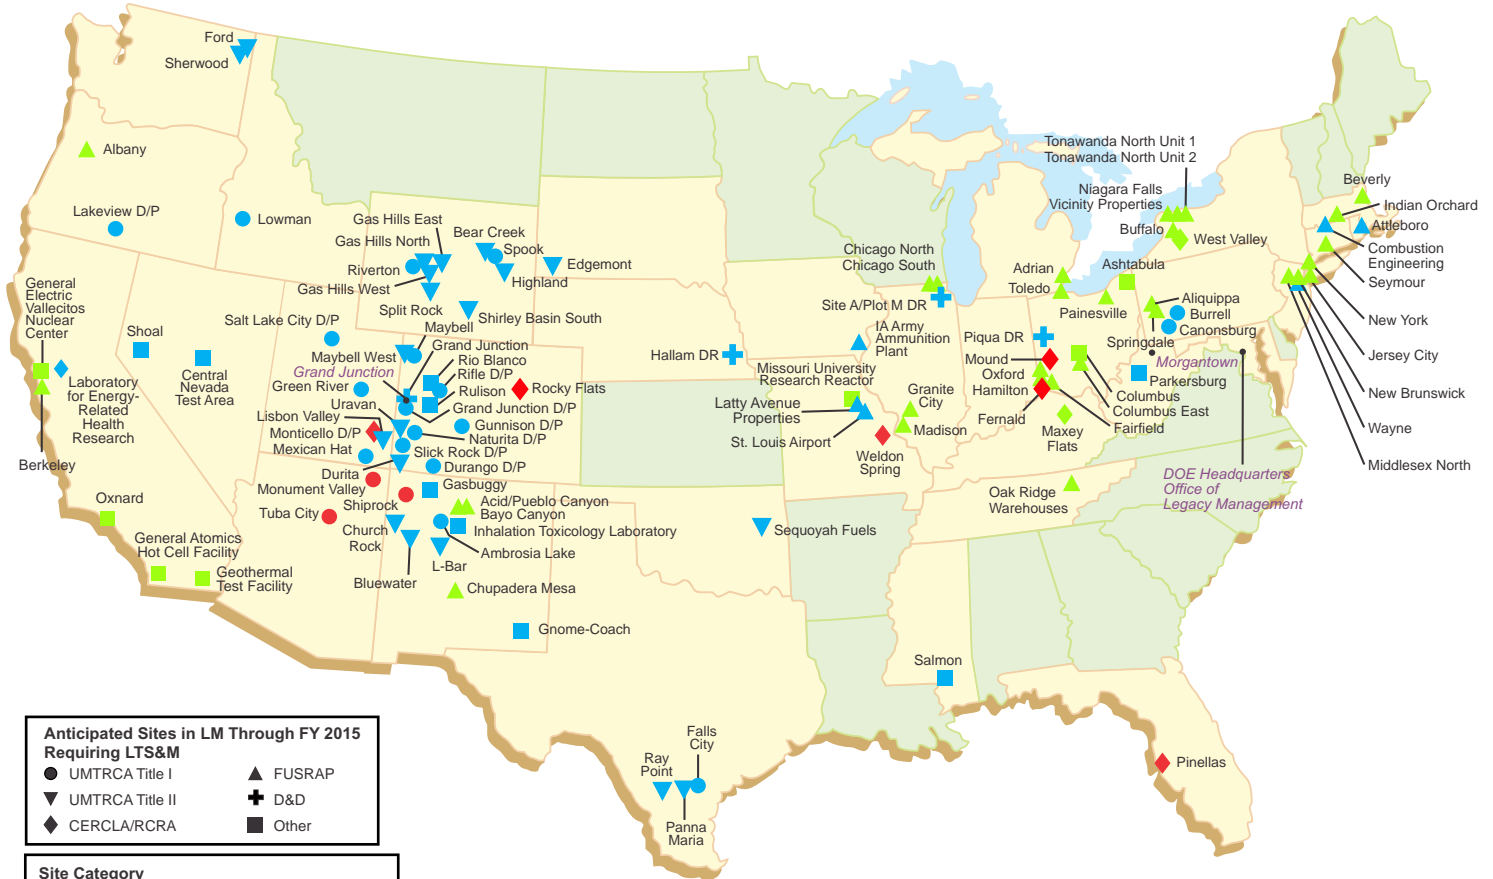 Ford
Sherwood
Albany
Lakeview D/P
Lowman
Gas Hills East
Gas Hills North
Riverton
Gas Hills West
Bear Creek
Spook
Highland
Edgemont
Split Rock
Shirley Basin South
General
Electric
Vallecitos
Nuclear
Center
Shoal
Central
Nevada
Test Area
Salt Lake City D/P
Maybell
Maybell West
Grand Junction
Grand Junction
Rio Blanco
Rifle D/P
Rulison
Rocky Flats
Green River
Uravan
Grand Junction D/P
Lisbon Valley
Gunnison D/P
Monticello D/P
Naturita D/P
Mexican Hat
Slick Rock D/P
Durita
Durango D/P
Monument Valley
Gasbuggy
Shiprock
Tuba City
Acid/Pueblo Canyon
Bayo Canyon
Church
Rock
Inhalation Toxicology Laboratory
Ambrosia Lake
L-Bar
Bluewater
Chupadera Mesa
Gnome-Coach
Laboratory
for Energy-
Related
Health
Research
Berkeley
Oxnard
General Atomics
Hot Cell Facility
Geothermal
Test Facility
Hallam DR
Sequoyah Fuels
Ray
Point
Falls
City
Panna
Maria
Salmon
Pinellas
Chicago North
Chicago South
Site A/Plot M DR
IA Army
Ammunition
Plant
Missouri University
Research Reactor
Latty Avenue
Properties
St. Louis Airport
Granite
City
Madison
Weldon
Spring
Adrian
Toledo
Piqua DR
Mound
Oxford
Hamilton
Fernald
Maxey
Flats
Columbus
Columbus East
Fairfield
Oak Ridge
Warehouses
Painesville
Ashtabula
Tonawanda North Unit 1
Tonawanda North Unit 2
Niagara Falls
Vicinity Properties
Buffalo
West Valley
Aliquippa
Burrell
Canonsburg
Springdale
Morgantown
Parkersburg
DOE Headquarters
Office of
Legacy Management
Beverly
Indian Orchard
Attleboro
Combustion
Engineering
Seymour
New York
Jersey City
New Brunswick
Wayne
Middlesex North
Anticipated Sites in LM Through FY 2015
Requiring LTS&M
UMTRCA Title I
FUSRAP
UMTRCA Title II
D&D
CERCLA/RCRA
Other
Site Category